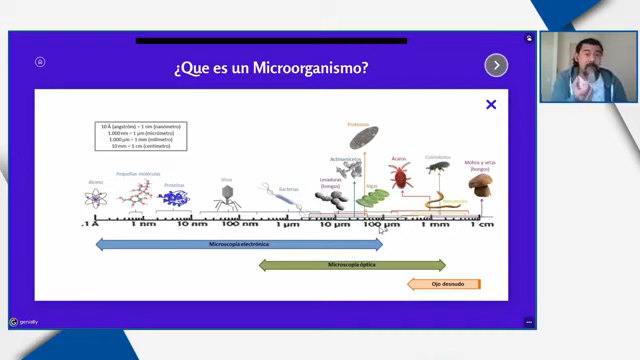 ¿Que es un Microorganismo?
10 Å (angstróm) = 1 nm (nanómetro)
1.000 nm = 1 µm (micrómetro)
1.000 µm = 1 mm (milímetro)
10 mm = 1 cm (centímetro)
Protozoos
Actinomicetos
Ácaros
Colémbolos
Mohos y setas
(hongos)
Átomos
Pequeñas moléculas
Proteínas
Virus
Bacterias
Levaduras
(hongos)
Algas
.1 Å
1 nm
10 nm
100 nm
1 µm
10 µm
100 µm
1 mm
1 cm
Microscopía electrónica
Microscopía óptica
Ojo desnudo
genially